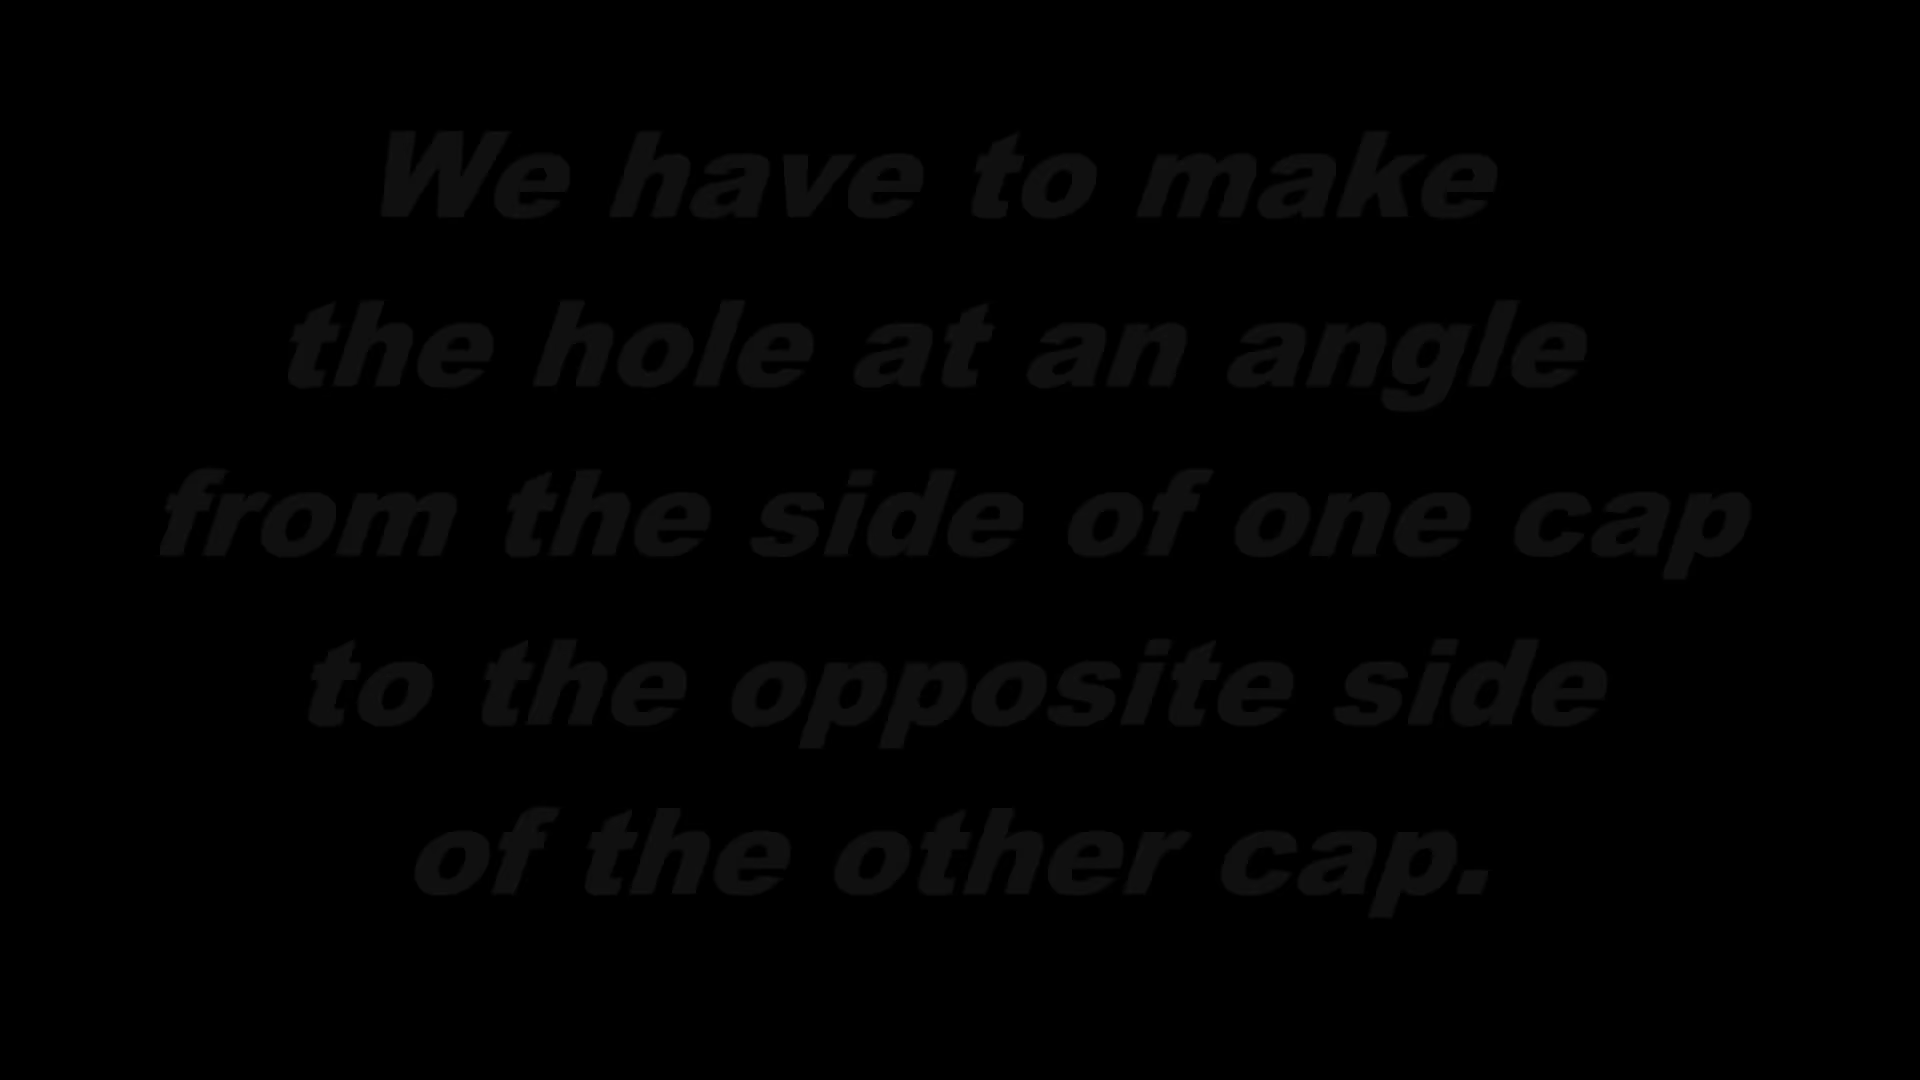 We have to make
the hole at an angle
from the side of one cap
to the opposite side
of the other cap.